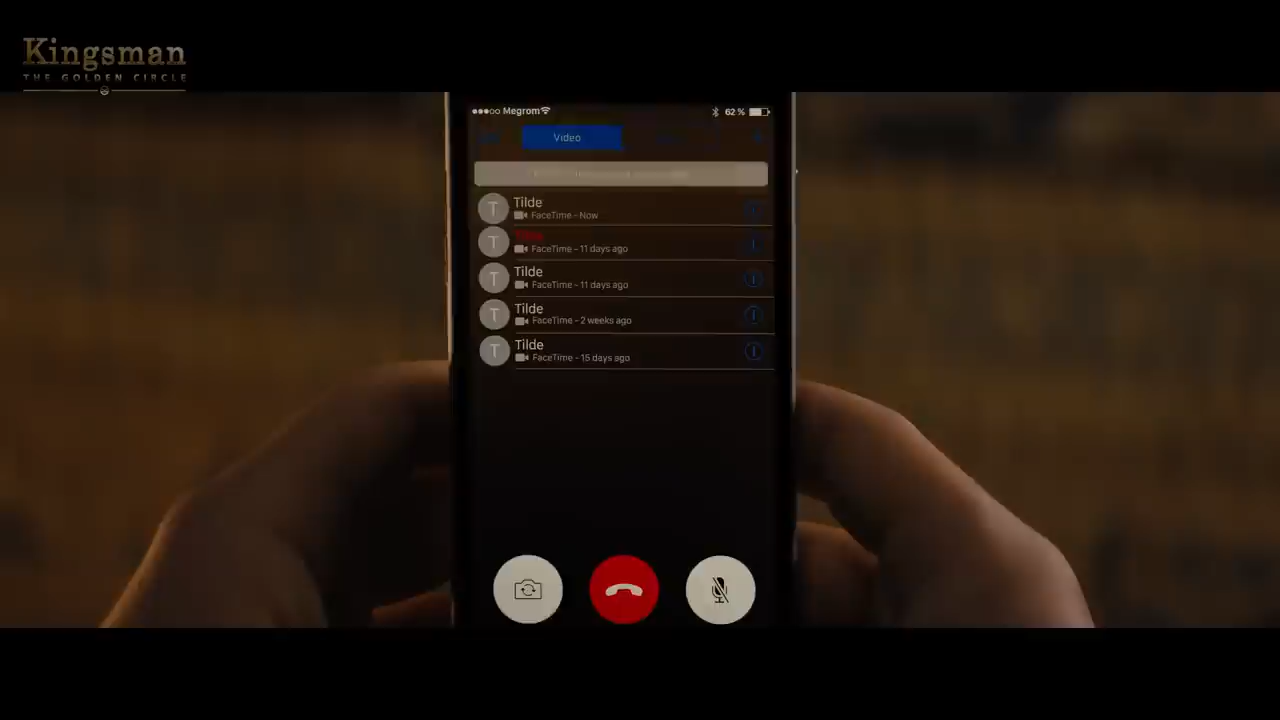 Kingsman
THE GOLDEN CIRCLE
Megrom 62%
Video
T Tilde
FaceTime - Now
T Tilde
FaceTime - 11 days ago
T Tilde
FaceTime - 11 days ago
T Tilde
FaceTime - 2 weeks ago
T Tilde
FaceTime - 15 days ago